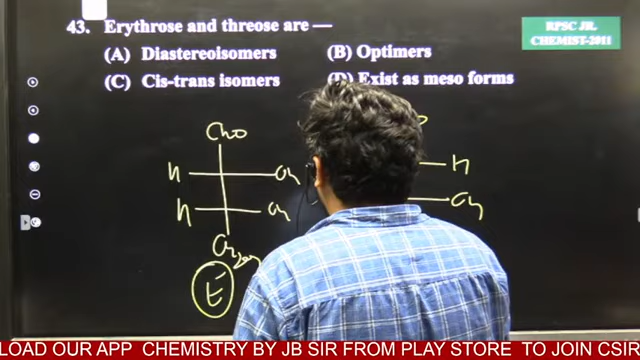 43. Erythrose and threose are —
RPSC JR.
CHEMIST-2011
(A) Diastereoisomers
(B) Optimers
(C) Cis-trans isomers
(D) Exist as meso forms
CHO
H OH
H OH
E
H
OH
LOAD OUR APP CHEMISTRY BY JB SIR FROM PLAY STORE TO JOIN CSIR